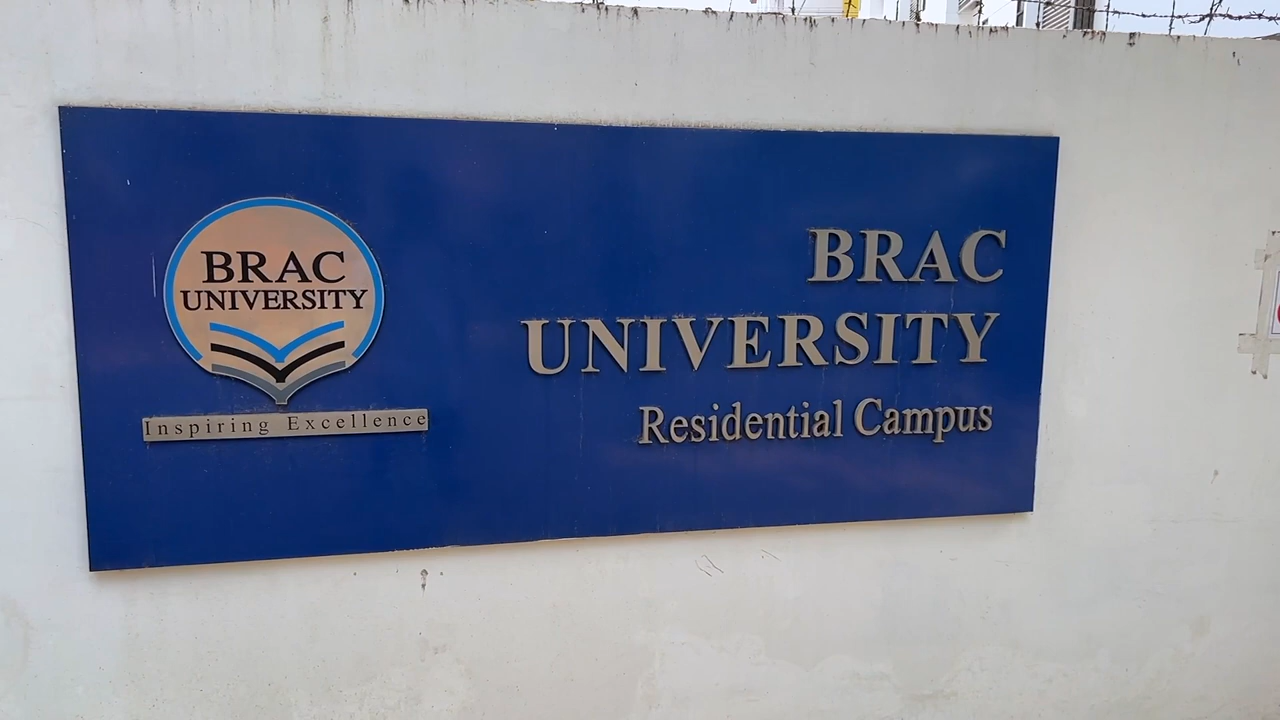 BRAC
UNIVERSITY
Inspiring Excellence
BRAC
UNIVERSITY
Residential Campus